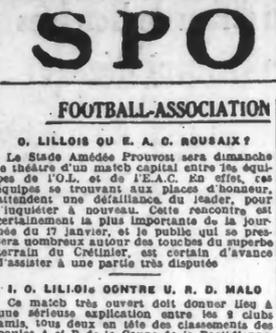 SPO
FOOTBALL-ASSOCIATION
O. LILLOIS OU E. A. C. ROUSAIX ?
Le Stade Amédée Prouvost sera dimanche
e théâtre d'un match capital entre les équi-
pes de l'O.L. et de l'E.A.C. En effet, ces
équipes se trouvant aux places d'honneur,
attendent une défaillance du leader, pour
l'inquiéter à nouveau. Cette rencontre est
certainement la plus importante de la jour-
née du 17 janvier, et le public qui se pres-
sera nombreux autour des touches du superbe
terrain du Crétinier, est certain d'avance
d'assister à une partie très disputée
I. O. LILLOIS CONTRE U. R. D. MALO
Ce match très ouvert doit donner lieu à
une sérieuse explication entre les 2 clubs
amis, tous deux en tête des classements da